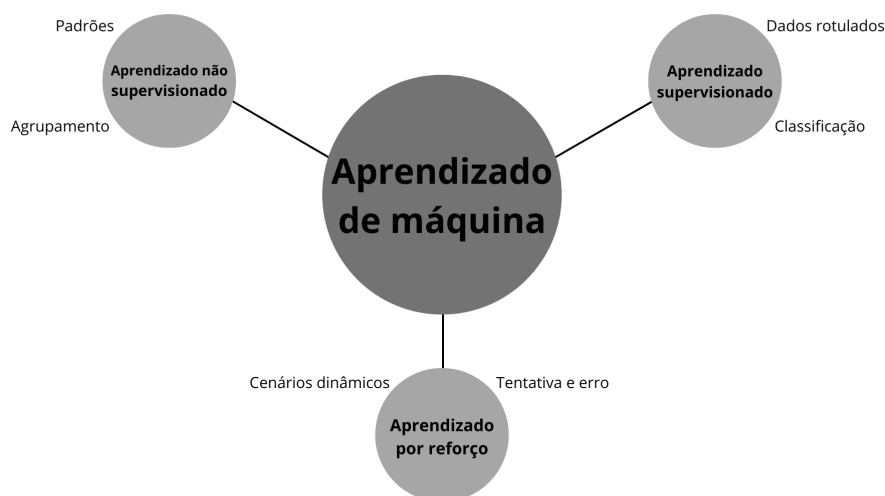 Padrões
Aprendizado não
supervisionado
Agrupamento
Dados rotulados
Aprendizado
supervisionado
Classificação
Aprendizado
de máquina
Cenários dinâmicos
Tentativa e erro
Aprendizado
por reforço